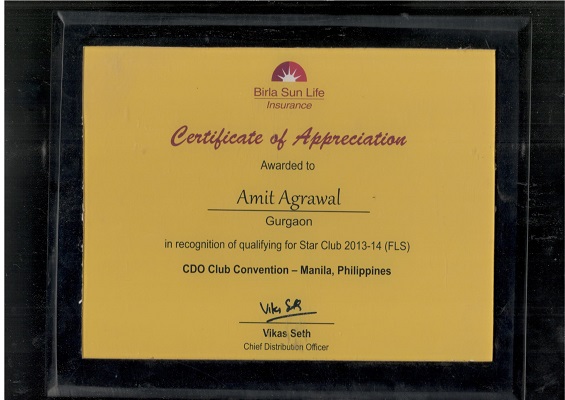 Birla Sun Life
Insurance
Certificate of Appreciation
Awarded to
Amit Agrawal
Gurgaon
in recognition of qualifying for Star Club 2013-14 (FLS)
CDO Club Convention – Manila, Philippines
Vikas Seth
Chief Distribution Officer